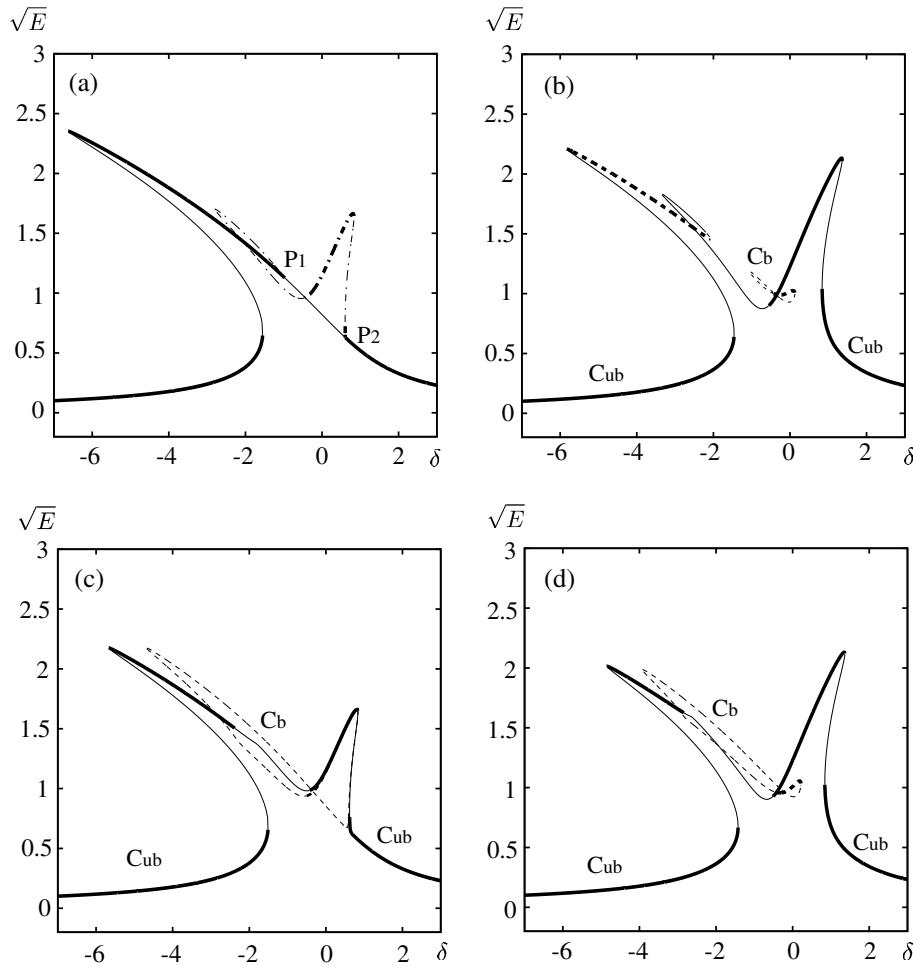 √E √E
3 3
(a) (b)
2.5 2.5
2 2
1.5 1.5
P1 Cb
1 1
P2
0.5 Cub Cub 0.5
0 0
-6 -4 -2 0 2 δ -6 -4 -2 0 2 δ
√E √E
3 3
(c) (d)
2.5 2.5
2 2
Cb Cb
1.5 1.5
1 1
Cub Cub Cub Cub
0.5 0.5
0 0
-6 -4 -2 0 2 δ -6 -4 -2 0 2 δ